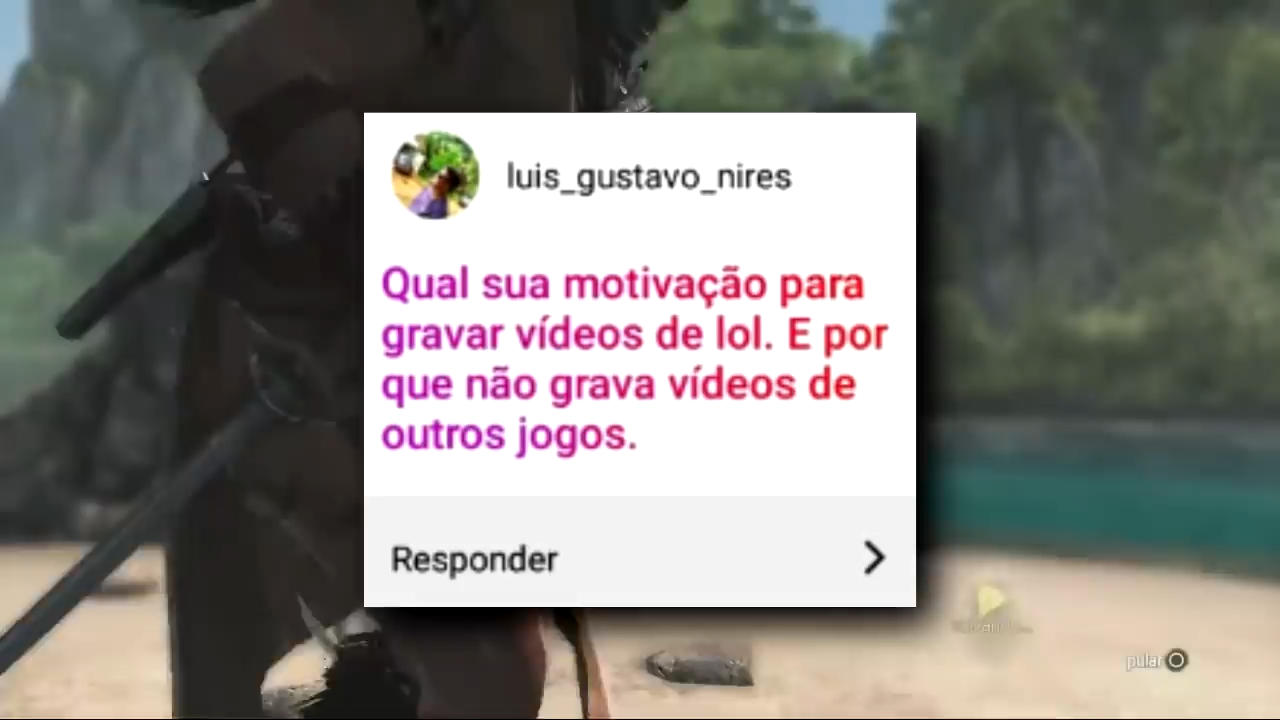 luis_gustavo_nires
Qual sua motivação para
gravar vídeos de lol. E por
que não grava vídeos de
outros jogos.
Responder
pular